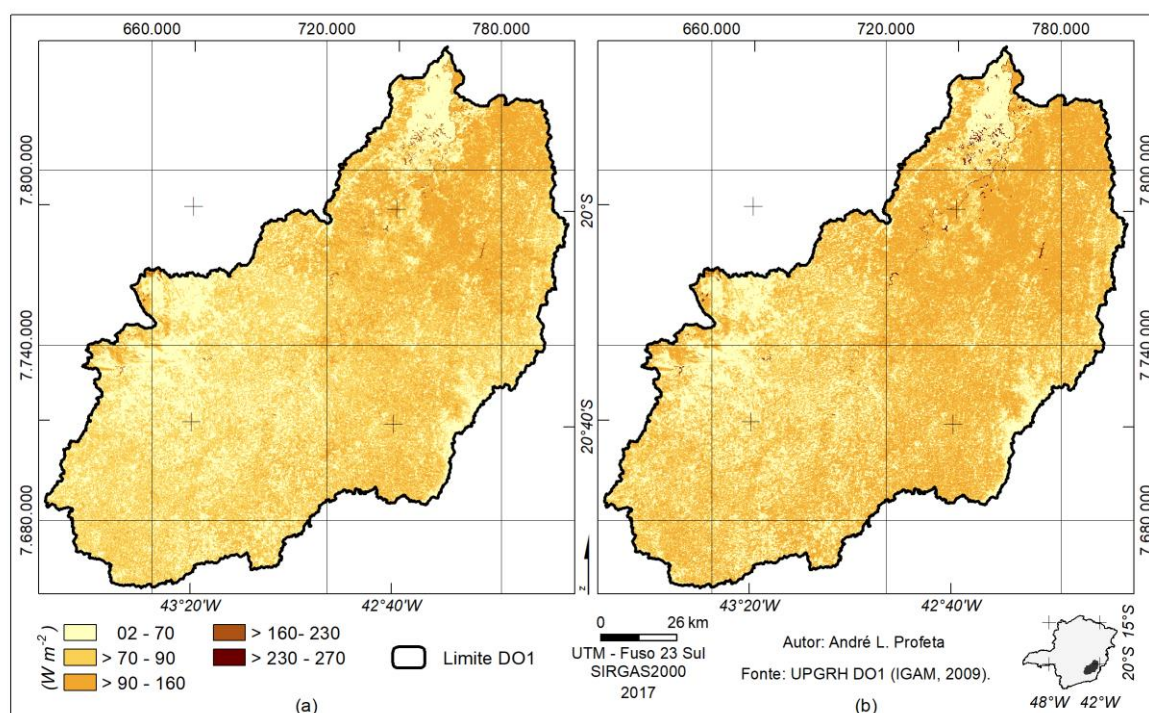 660.000 720.000 780.000 660.000 720.000 780.000
7.800.000 20°S 7.800.000
7.740.000 20°40'S 7.740.000
7.680.000 7.680.000
43°20'W 42°40'W z 43°20'W 42°40'W
(W m-2)
02 - 70
> 70 - 90
> 90 - 160
> 160- 230
> 230 - 270
Limite DO1
0 26 km
UTM - Fuso 23 Sul
SIRGAS2000
2017
Autor: André L. Profeta
Fonte: UPGRH DO1 (IGAM, 2009).
15°S
20°S
48°W 42°W
(a) (b)